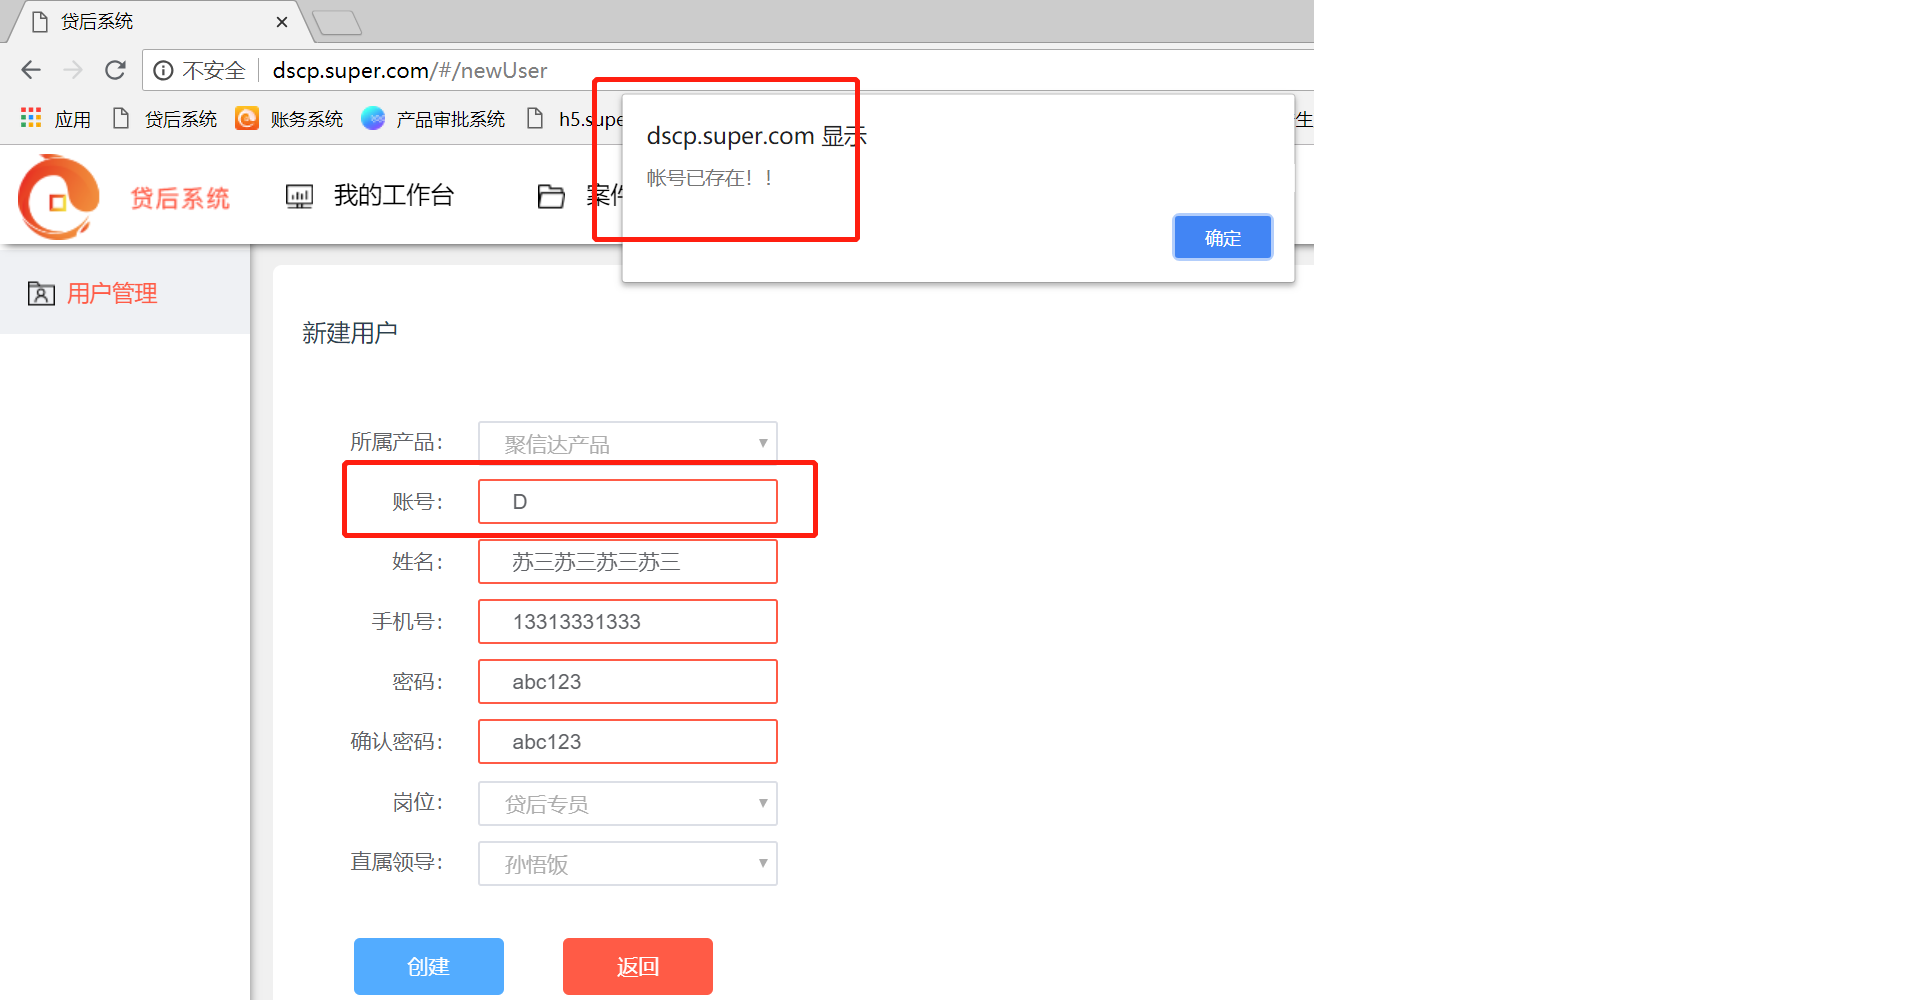 贷后系统
不安全 dscp.super.com/#/newUser
应用 贷后系统 账务系统 产品审批系统 h5.supe
生
dscp.super.com 显示
帐号已存在！！
确定
贷后系统 我的工作台 案件
用户管理
新建用户
所属产品： 聚信达产品
账号： D
姓名： 苏三苏三苏三苏三
手机号： 13313331333
密码： abc123
确认密码： abc123
岗位： 贷后专员
直属领导： 孙悟饭
创建 返回